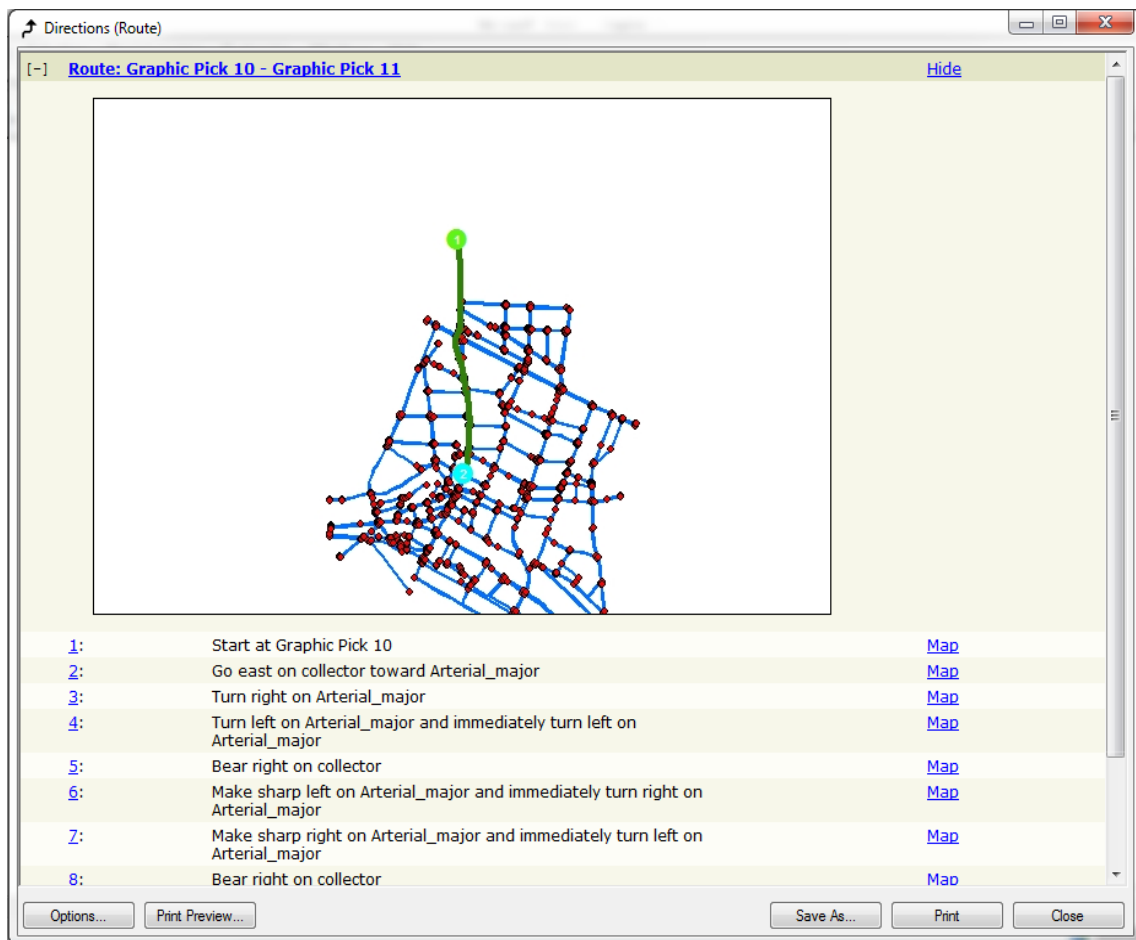 Directions (Route)
[-] Route: Graphic Pick 10 - Graphic Pick 11 Hide
1
2
1: Start at Graphic Pick 10 Map
2: Go east on collector toward Arterial_major Map
3: Turn right on Arterial_major Map
4: Turn left on Arterial_major and immediately turn left on Map
Arterial_major
5: Bear right on collector Map
6: Make sharp left on Arterial_major and immediately turn right on Map
Arterial_major
7: Make sharp right on Arterial_major and immediately turn left on Map
Arterial_major
8: Bear right on collector Map
Options... Print Preview... Save As... Print Close